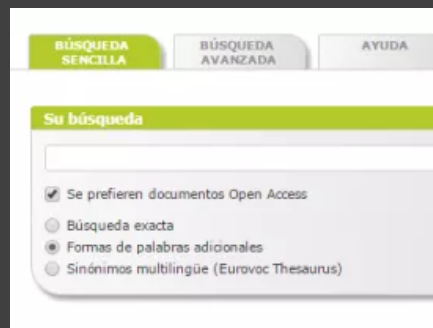 BÚSQUEDA SENCILLA
BÚSQUEDA AVANZADA
AYUDA
Su búsqueda
Se prefieren documentos Open Access
Búsqueda exacta
Formas de palabras adicionales
Sinónimos multilingüe (Eurovoc Thesaurus)